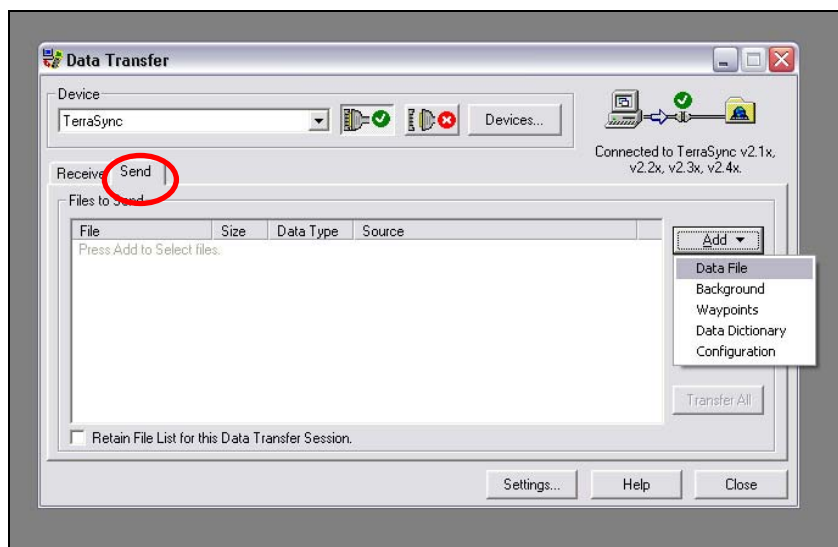 Data Transfer
Device
TerraSync
Devices...
Connected to TerraSync v2.1x,
v2.2x, v2.3x, v2.4x.
Receive Send
Files to Send
File Size Data Type Source
Press Add to Select files.
Add
Data File
Background
Waypoints
Data Dictionary
Configuration
Transfer All
Retain File List for this Data Transfer Session.
Settings... Help Close